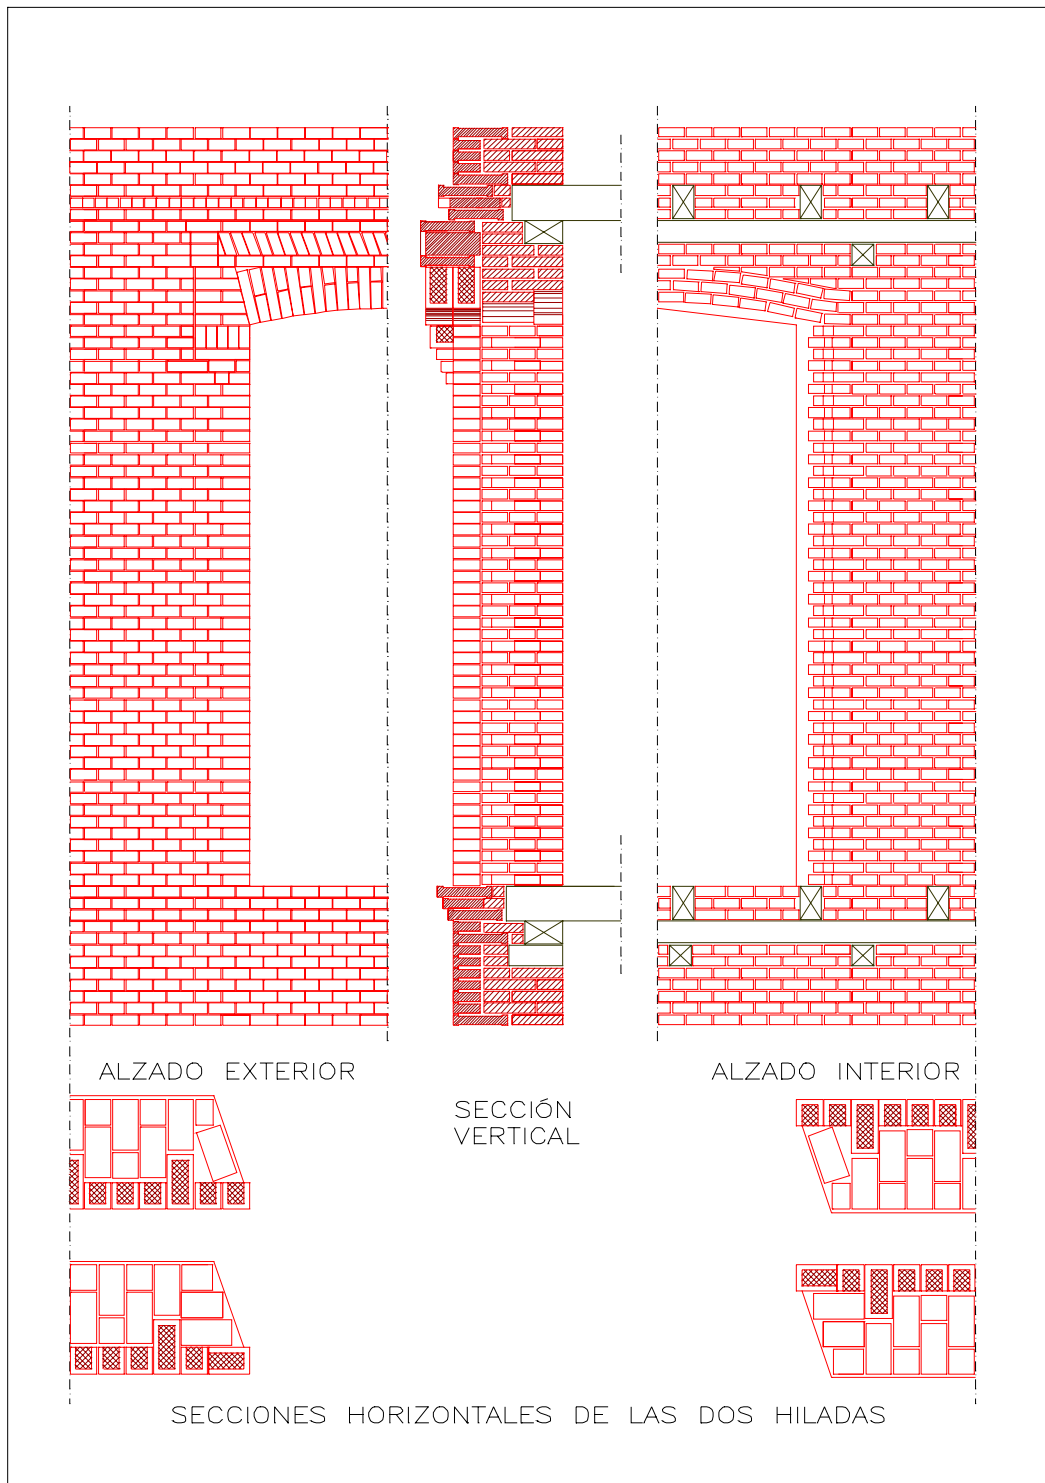 ALZADO EXTERIOR
ALZADO INTERIOR
SECCIÓN
VERTICAL
SECCIONES HORIZONTALES DE LAS DOS HILADAS